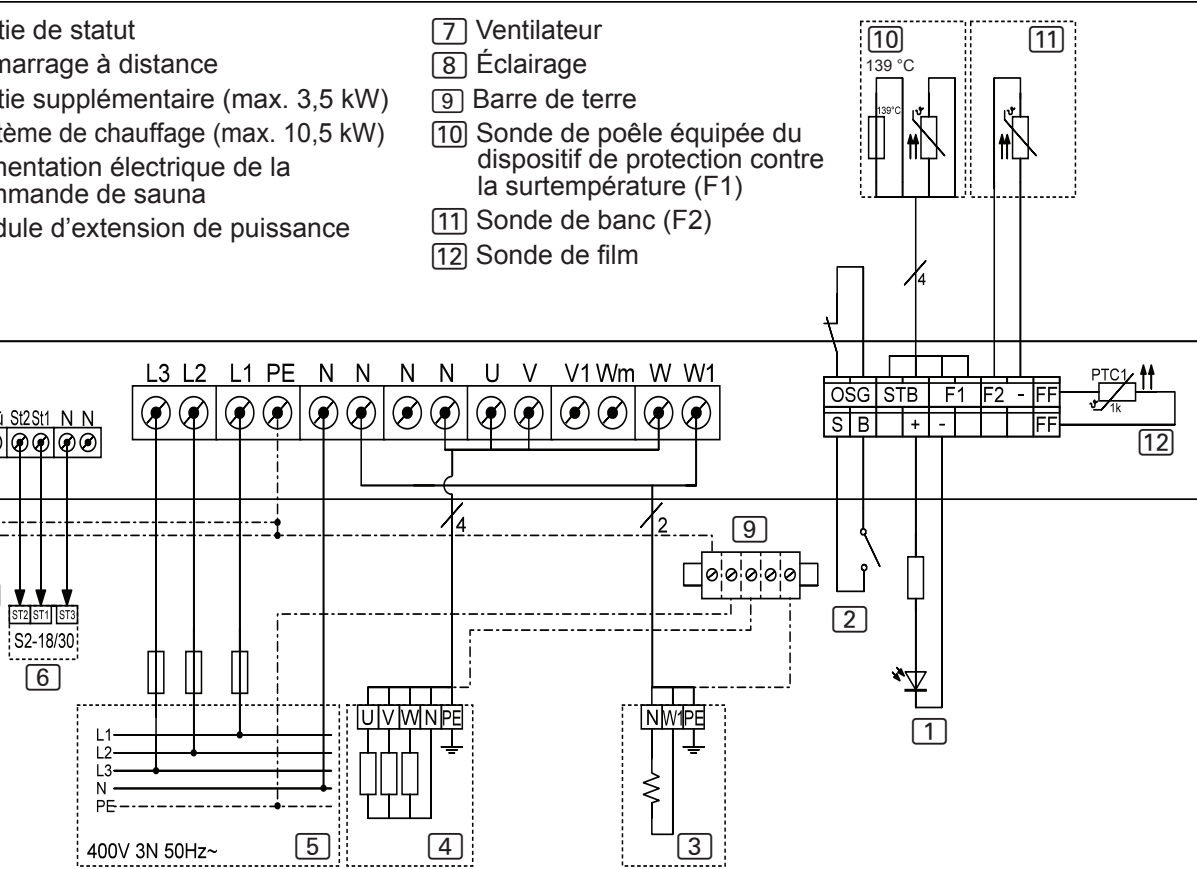 tie de statut
marrage à distance
tie supplémentaire (max. 3,5 kW)
tème de chauffage (max. 10,5 kW)
mentation électrique de la
mmande de sauna
dule d'extension de puissance
7 Ventilateur
8 Éclairage
9 Barre de terre
10 Sonde de poêle équipée du
dispositif de protection contre
la surtempérature (F1)
11 Sonde de banc (F2)
12 Sonde de film
10
139 °C
139°C
11
4
L3 L2 L1 PE N N N N U V V1 Wm W W1
St2 St1 N N
OSG STB F1 F2 - FF
S B + - FF
PTC1
1k
12
4
2
9
ST2 ST1 ST3
S2-18/30
6
2
1
U V W N PE
N W1 PE
L1
L2
L3
N
PE
400V 3N 50Hz~
5
4
3